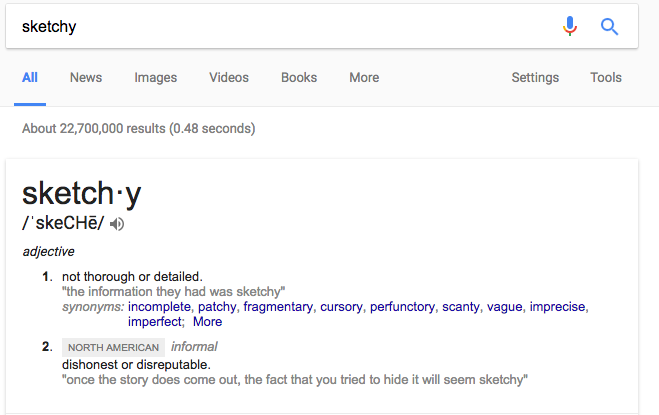 sketchy
All News Images Videos Books More Settings Tools
About 22,700,000 results (0.48 seconds)
sketch·y
/ˈskeCHē/
adjective
1. not thorough or detailed.
"the information they had was sketchy"
synonyms: incomplete, patchy, fragmentary, cursory, perfunctory, scanty, vague, imprecise,
imperfect; More
2. NORTH AMERICAN informal
dishonest or disreputable.
"once the story does come out, the fact that you tried to hide it will seem sketchy"